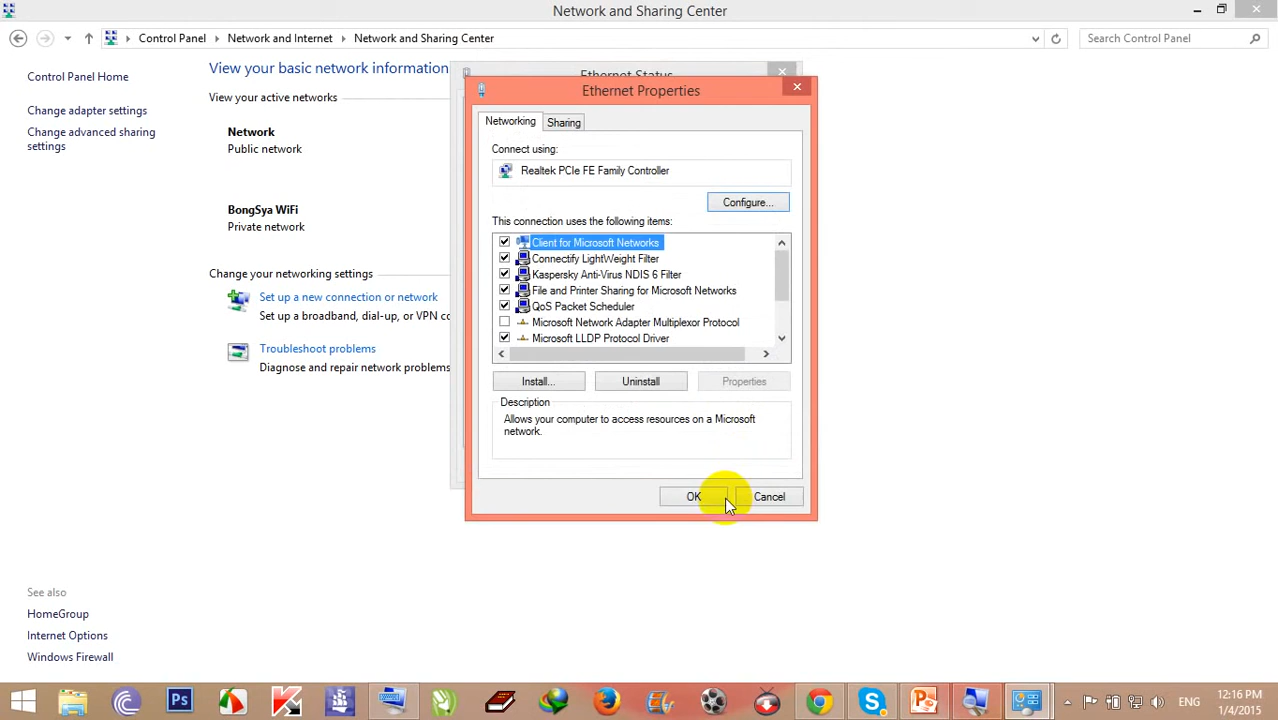 Network and Sharing Center
Control Panel
Network and Internet
Network and Sharing Center
Search Control Panel
Control Panel Home
Change adapter settings
Change advanced sharing
settings
See also
HomeGroup
Internet Options
Windows Firewall
View your basic network information
View your active networks
Network
Public network
BongSya WiFi
Private network
Change your networking settings
Set up a new connection or network
Set up a broadband, dial-up, or VPN co
Troubleshoot problems
Diagnose and repair network problems
Ethernet Status
Ethernet Properties
Networking
Sharing
Connect using:
Realtek PCIe FE Family Controller
Configure...
This connection uses the following items:
Client for Microsoft Networks
Connectify LightWeight Filter
Kaspersky Anti-Virus NDIS 6 Filter
File and Printer Sharing for Microsoft Networks
QoS Packet Scheduler
Microsoft Network Adapter Multiplexor Protocol
Microsoft LLDP Protocol Driver
Install...
Uninstall
Properties
Description
Allows your computer to access resources on a Microsoft
network.
OK
Cancel
Ps
ENG
12:16 PM
1/4/2015